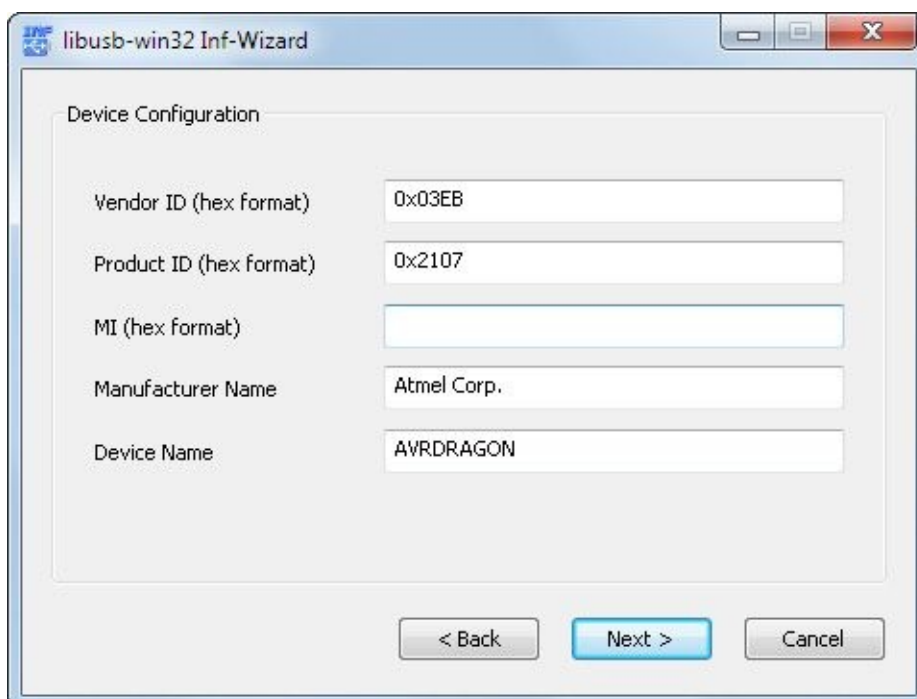 libusb-win32 Inf-Wizard
Device Configuration
Vendor ID (hex format) 0x03EB
Product ID (hex format) 0x2107
MI (hex format)
Manufacturer Name Atmel Corp.
Device Name AVRDRAGON
< Back Next > Cancel